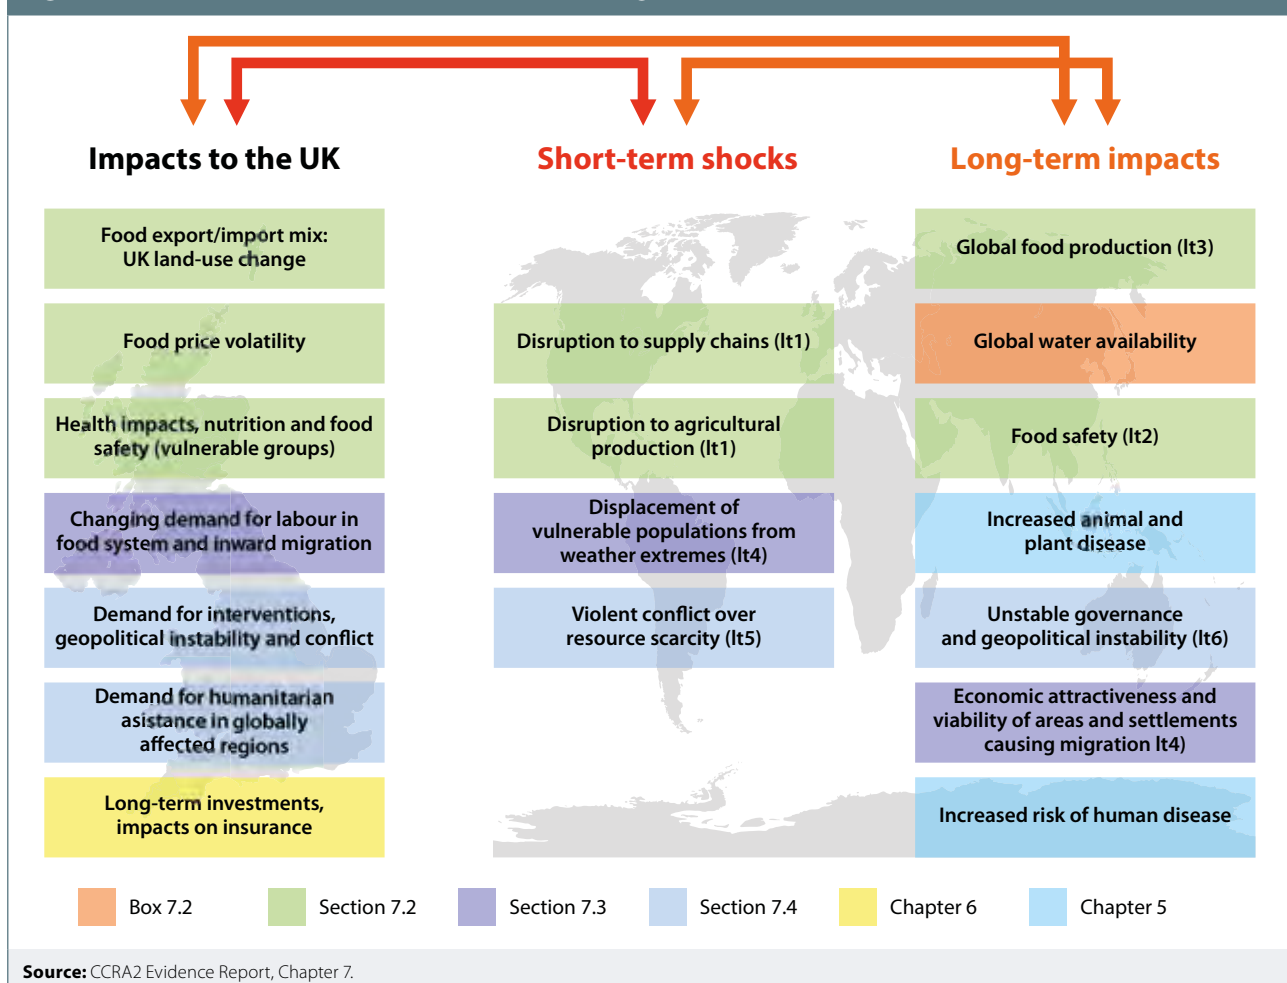 Impacts to the UK
Food export/import mix:
UK land-use change
Food price volatility
Health impacts, nutrition and food
safety (vulnerable groups)
Changing demand for labour in
food system and inward migration
Demand for interventions,
geopolitical instability and conflict
Demand for humanitarian
asistance in globally
affected regions
Long-term investments,
impacts on insurance
Short-term shocks
Disruption to supply chains (lt1)
Disruption to agricultural
production (lt1)
Displacement of
vulnerable populations from
weather extremes (lt4)
Violent conflict over
resource scarcity (lt5)
Long-term impacts
Global food production (lt3)
Global water availability
Food safety (lt2)
Increased animal and
plant disease
Unstable governance
and geopolitical instability (lt6)
Economic attractiveness and
viability of areas and settlements
causing migration lt4)
Increased risk of human disease
Box 7.2
Section 7.2
Section 7.3
Section 7.4
Chapter 6
Chapter 5
Source: CCRA2 Evidence Report, Chapter 7.